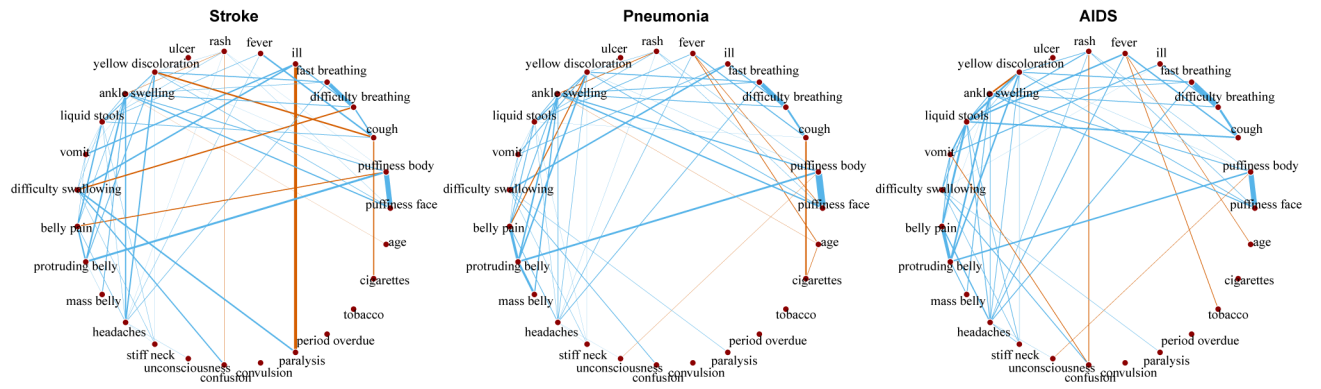 Stroke
ulcer
rash
fever
ill
yellow discoloration
fast breathing
ankle swelling
difficulty breathing
liquid stools
cough
vomit
puffiness body
difficulty swallowing
puffiness face
belly pain
age
protruding belly
cigarettes
mass belly
tobacco
headaches
period overdue
stiff neck
paralysis
unconsciousness
convulsion
confusion
Pneumonia
ulcer
rash
fever
ill
yellow discoloration
fast breathing
ankle swelling
difficulty breathing
liquid stools
cough
vomit
puffiness body
difficulty swallowing
puffiness face
belly pain
age
protruding belly
cigarettes
mass belly
tobacco
headaches
period overdue
stiff neck
paralysis
unconsciousness
convulsion
confusion
AIDS
ulcer
rash
fever
ill
yellow discoloration
fast breathing
ankle swelling
difficulty breathing
liquid stools
cough
vomit
puffiness body
difficulty swallowing
puffiness face
belly pain
age
protruding belly
cigarettes
mass belly
tobacco
headaches
period overdue
stiff neck
paralysis
unconsciousness
convulsion
confusion